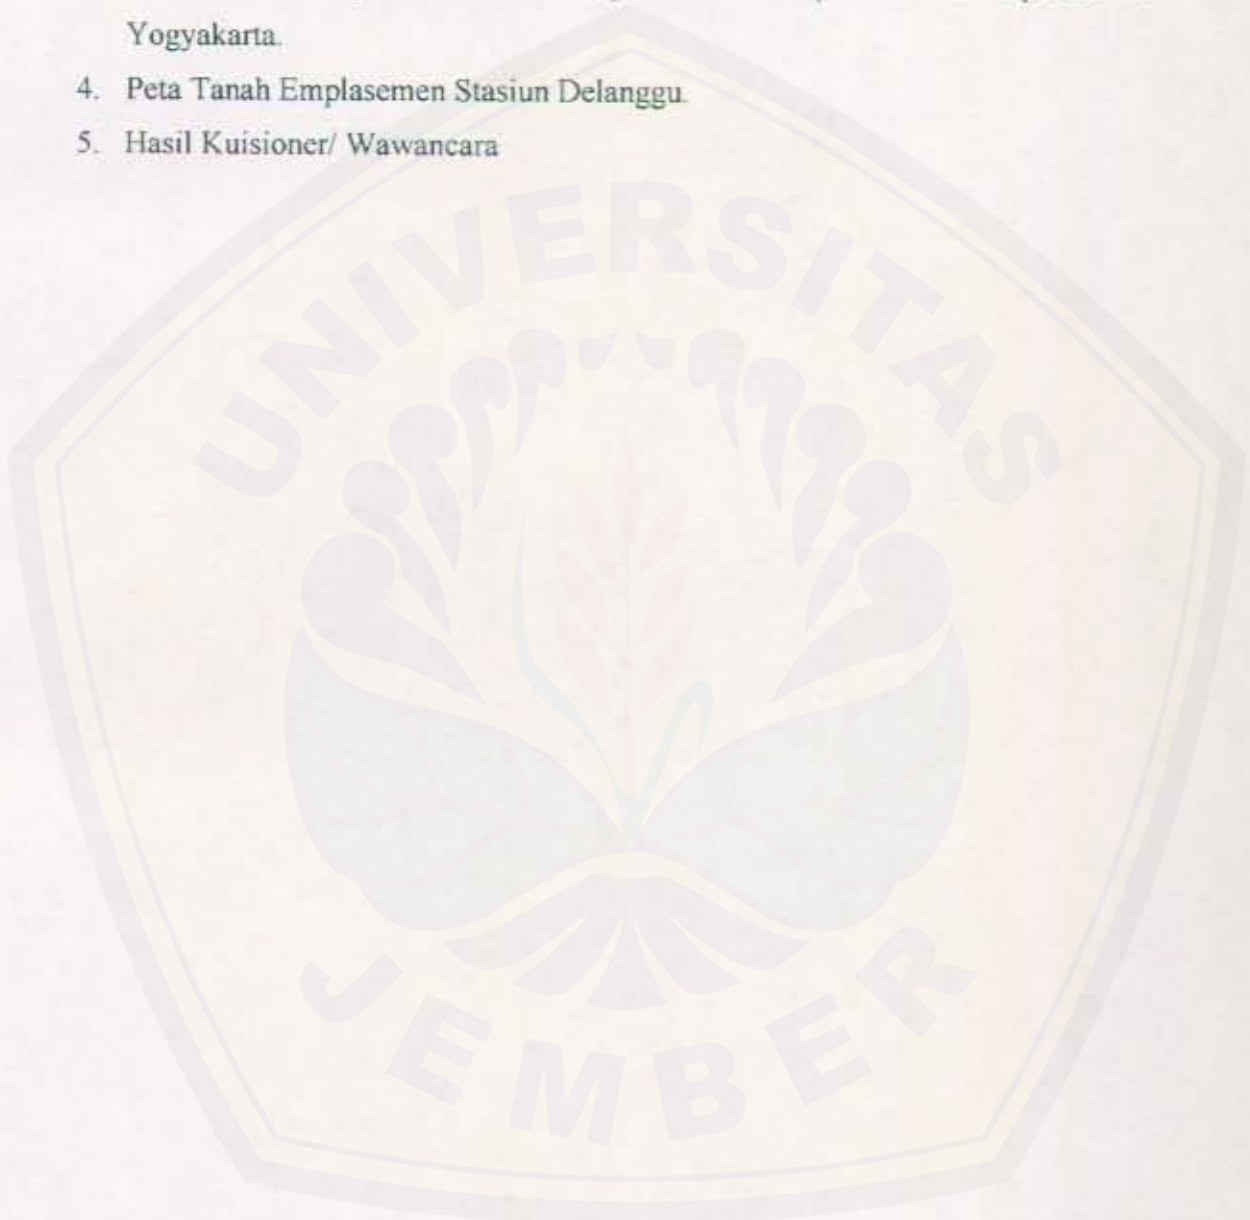 Yogyakarta.
4. Peta Tanah Emplasemen Stasiun Delanggu.
5. Hasil Kuisioner/ Wawancara
UNIVERSITAS
JEMBER